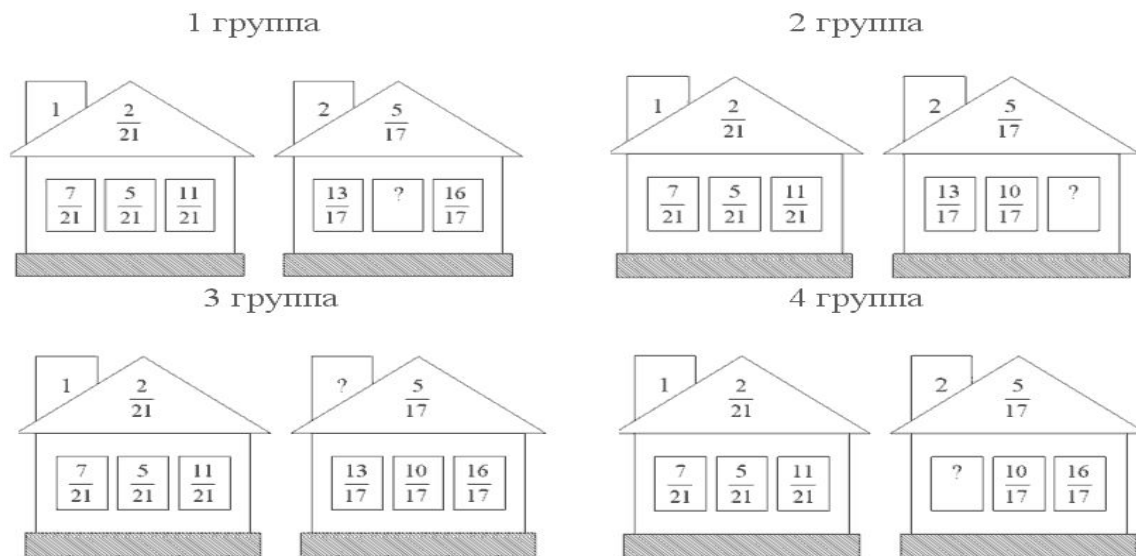 1 группа
1 2/21 2 5/17
7/21 5/21 11/21 13/17 ? 16/17
2 группа
1 2/21 2 5/17
7/21 5/21 11/21 13/17 10/17 ?
3 группа
1 2/21 ? 5/17
7/21 5/21 11/21 13/17 10/17 16/17
4 группа
1 2/21 2 5/17
7/21 5/21 11/21 ? 10/17 16/17